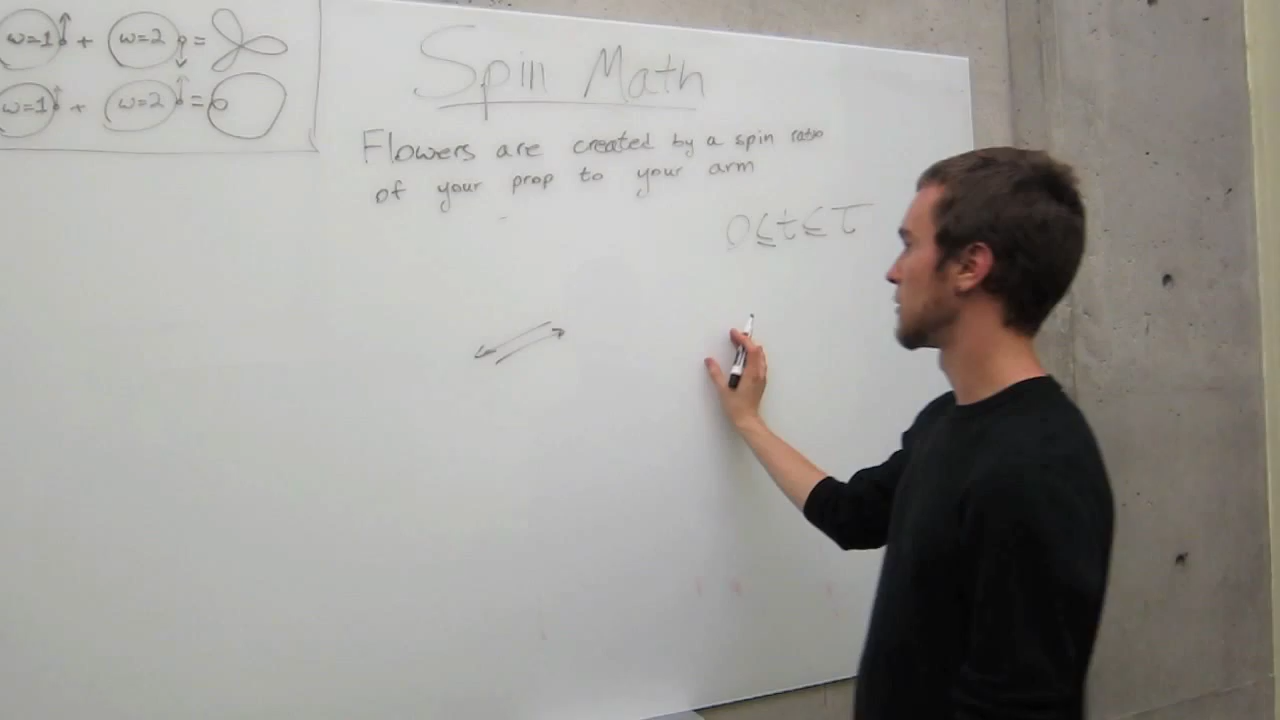 ω=1 + ω=2 =
ω=1 + ω=2 =
Spin Math
Flowers are created by a spin ratio
of your prop to your arm
0≤t≤τ